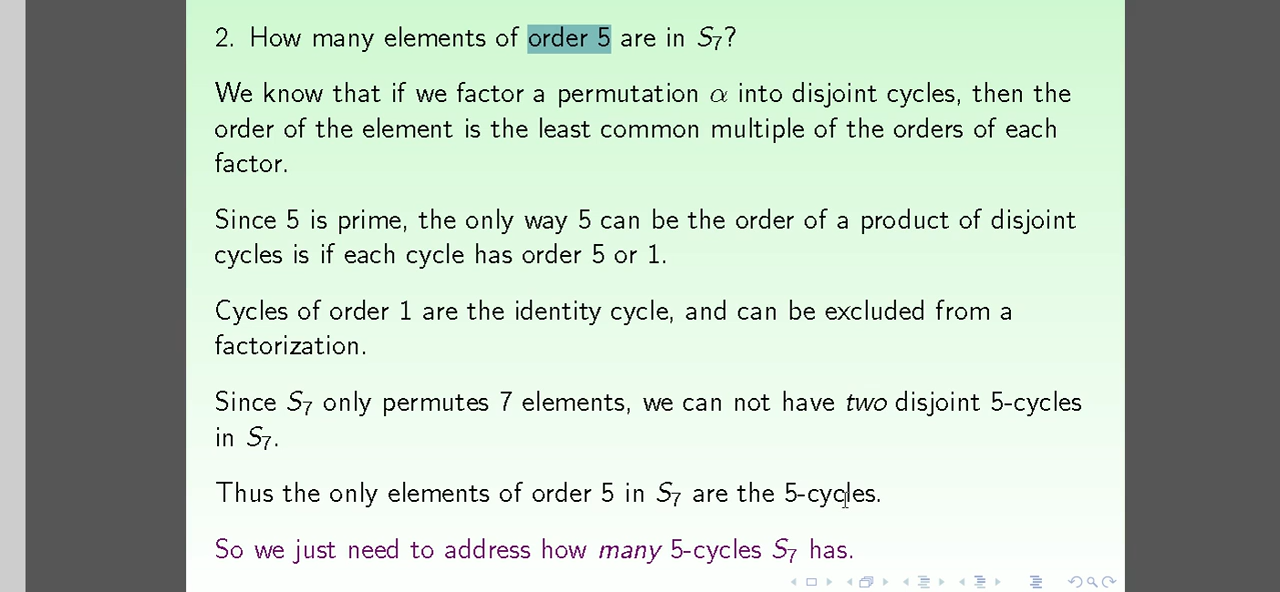 2. How many elements of order 5 are in S₇?
We know that if we factor a permutation α into disjoint cycles, then the
order of the element is the least common multiple of the orders of each
factor.
Since 5 is prime, the only way 5 can be the order of a product of disjoint
cycles is if each cycle has order 5 or 1.
Cycles of order 1 are the identity cycle, and can be excluded from a
factorization.
Since S₇ only permutes 7 elements, we can not have two disjoint 5-cycles
in S₇.
Thus the only elements of order 5 in S₇ are the 5-cycles.
So we just need to address how many 5-cycles S₇ has.